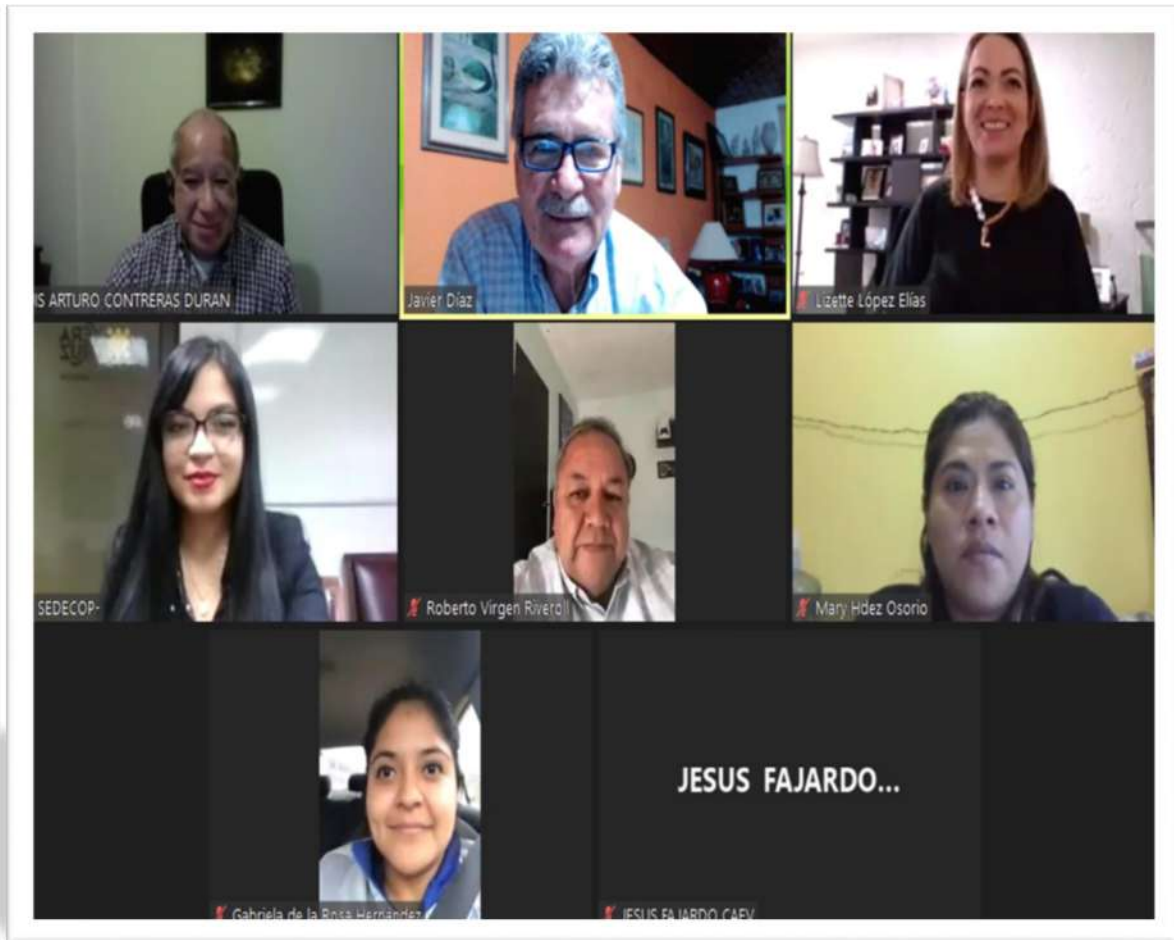 IS ARTURO CONTRERAS DURAN
Javier Díaz
Lizette López Elías
SEDECOP-
Roberto Virgen Riveroll
Mary Hdez Osorio
JESUS FAJARDO...
Gabriela de la Rosa Hernández
JESUS FAJARDO CAEV